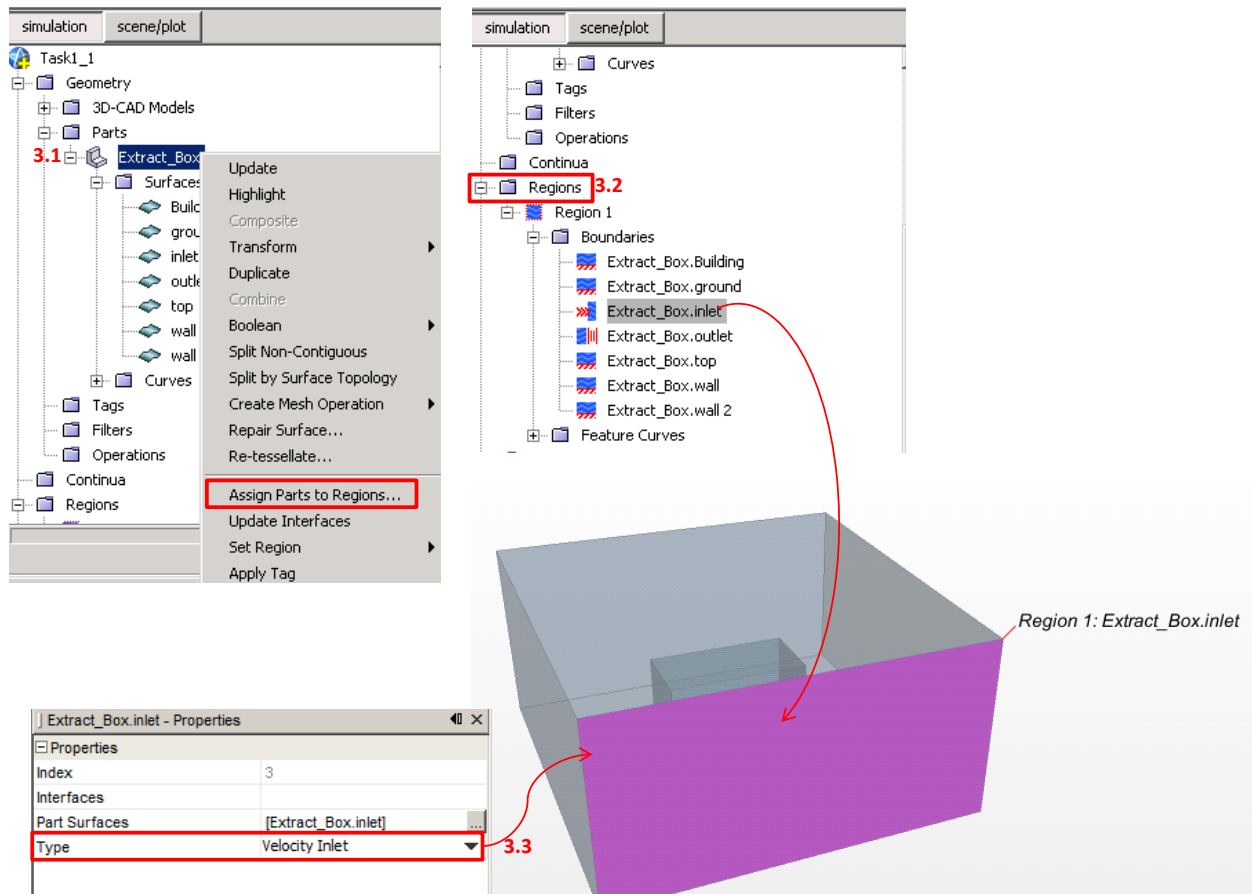 simulation scene/plot
Task1_1
Geometry
3D-CAD Models
Parts
3.1 Extract_Box
Surfaces
Builc
grou
inlet
outle
top
wall
wall
Curves
Tags
Filters
Operations
Continua
Regions
Update
Highlight
Composite
Transform
Duplicate
Combine
Boolean
Split Non-Contiguous
Split by Surface Topology
Create Mesh Operation
Repair Surface...
Re-tessellate...
Assign Parts to Regions...
Update Interfaces
Set Region
Apply Tag
simulation scene/plot
Curves
Tags
Filters
Operations
Continua
Regions 3.2
Region 1
Boundaries
Extract_Box.Building
Extract_Box.ground
Extract_Box.inlet
Extract_Box.outlet
Extract_Box.top
Extract_Box.wall
Extract_Box.wall 2
Feature Curves
Region 1: Extract_Box.inlet
Extract_Box.inlet - Properties
Properties
Index 3
Interfaces
Part Surfaces [Extract_Box.inlet] ...
Type Velocity Inlet 3.3